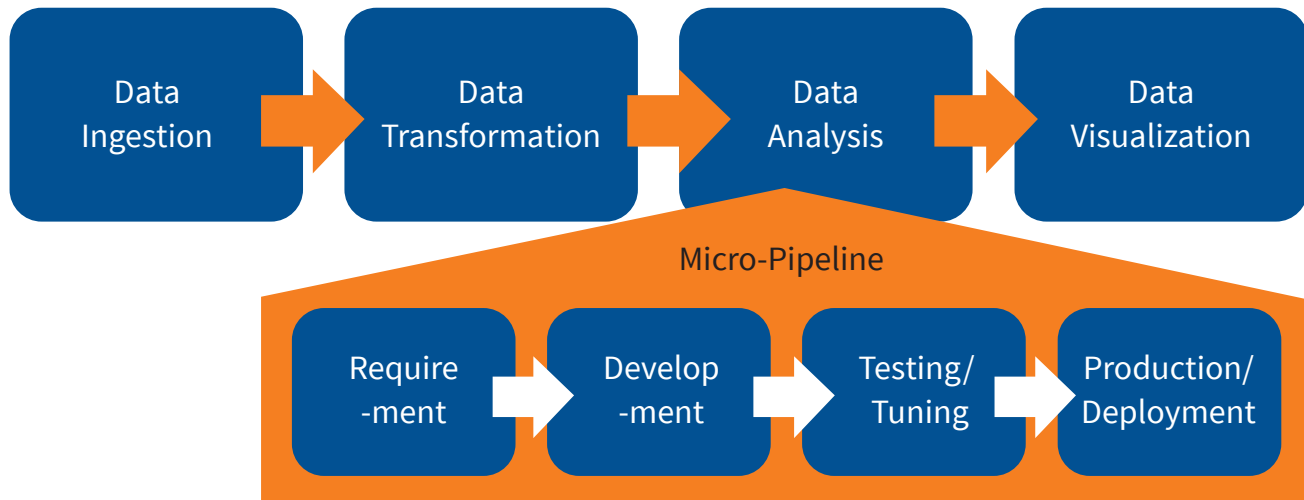 Data
Ingestion
Data
Transformation
Data
Analysis
Data
Visualization
Micro-Pipeline
Require
-ment
Develop
-ment
Testing/
Tuning
Production/
Deployment